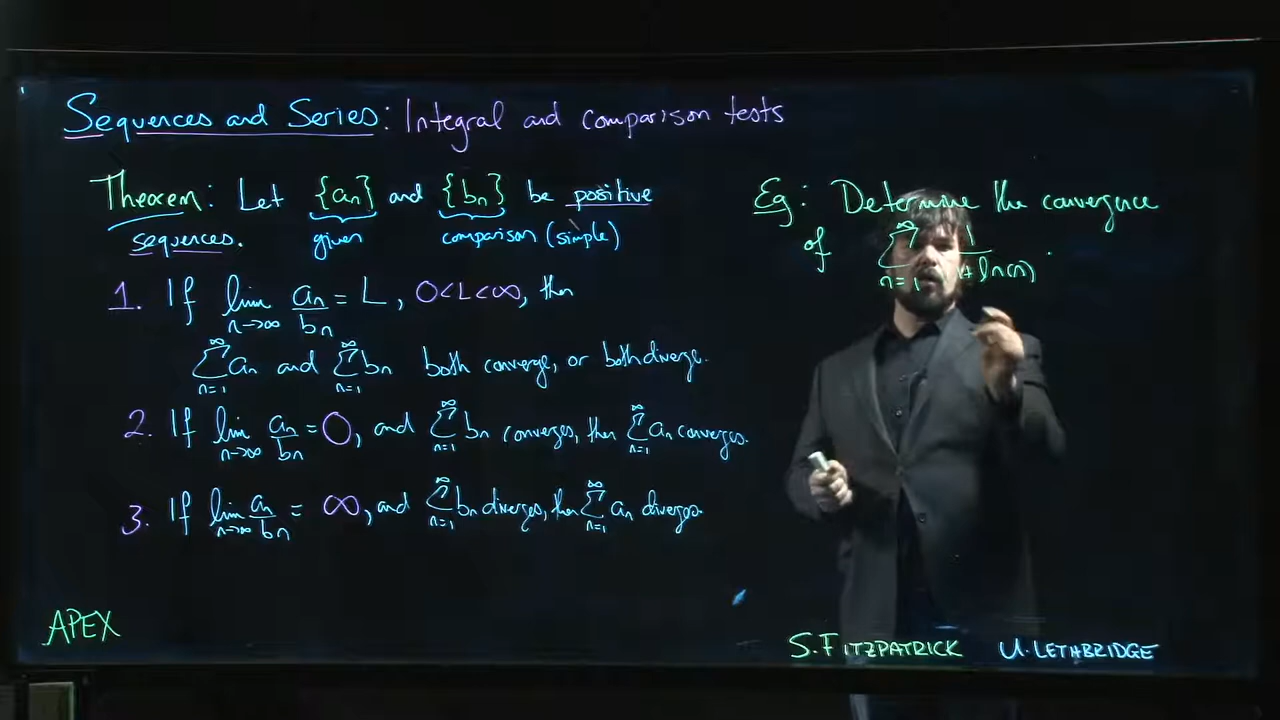 Sequences and Series: Integral and comparison tests
Theorem: Let {aₙ} and {bₙ} be positive
sequences. given comparison (simple)
1. If lim n→∞ aₙ/bₙ = L, 0<L<∞, then
∞ Σ n=1 aₙ and ∞ Σ n=1 bₙ both converge, or both diverge.
2. If lim n→∞ aₙ/bₙ = 0, and ∞ Σ n=1 bₙ converges, then ∞ Σ n=1 aₙ converges.
3. If lim n→∞ aₙ/bₙ = ∞, and ∞ Σ n=1 bₙ diverges, then ∞ Σ n=1 aₙ diverges.
Eg: Determine the convergence
of ∞ Σ n=1 1/ + ln(n) .
APEX
S. FITZPATRICK U. LETHBRIDGE